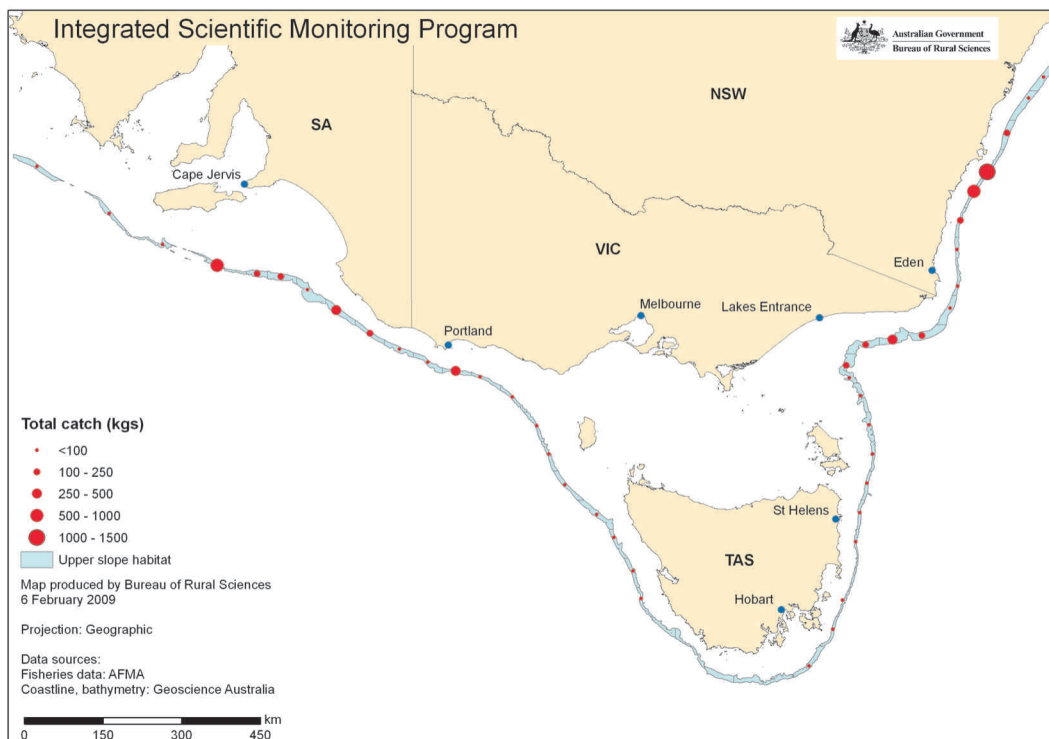 Integrated Scientific Monitoring Program
Australian Government
Bureau of Rural Sciences
NSW
SA
Cape Jervis
VIC
Eden
Melbourne
Lakes Entrance
Portland
Total catch (kgs)
<100
100 - 250
250 - 500
500 - 1000
1000 - 1500
Upper slope habitat
St Helens
TAS
Hobart
Map produced by Bureau of Rural Sciences
6 February 2009
Projection: Geographic
Data sources:
Fisheries data: AFMA
Coastline, bathymetry: Geoscience Australia
km
0 150 300 450